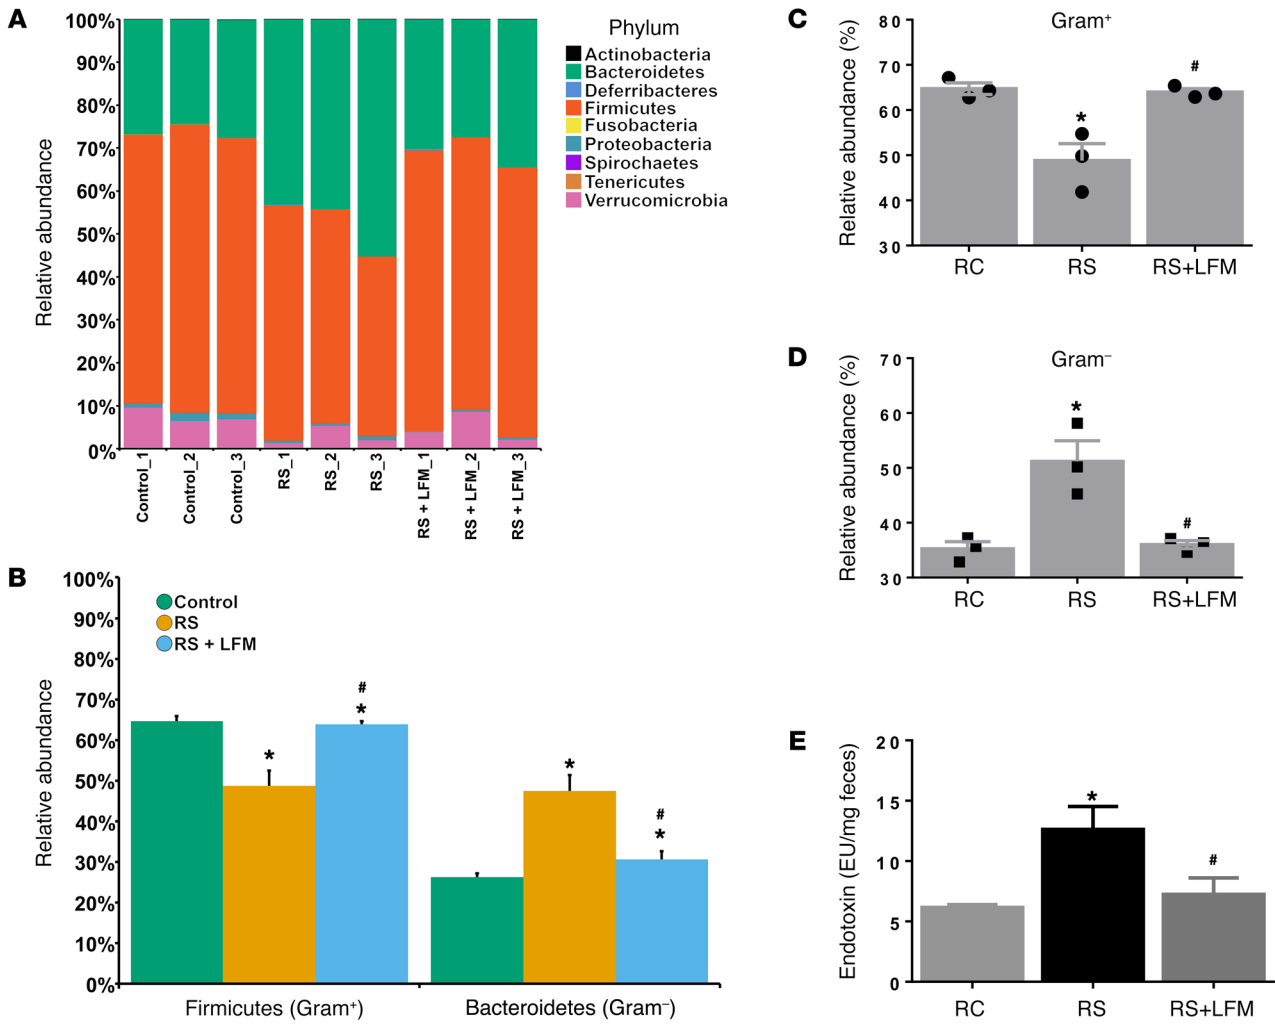 A
Relative abundance
100%
90%
80%
70%
60%
50%
40%
30%
20%
10%
0%
Control_1
Control_2
Control_3
RS_1
RS_2
RS_3
RS + LFM_1
RS + LFM_2
RS + LFM_3
Phylum
Actinobacteria
Bacteroidetes
Deferribacteres
Firmicutes
Fusobacteria
Proteobacteria
Spirochaetes
Tenericutes
Verrucomicrobia
B
Relative abundance
100%
90%
80%
70%
60%
50%
40%
30%
20%
10%
0%
Control
RS
RS + LFM
*
#
*
*
#
*
Firmicutes (Gram+)
Bacteroidetes (Gram–)
C
Gram+
Relative abundance (%)
80
70
60
50
40
30
*
#
RC
RS
RS+LFM
D
Gram–
Relative abundance (%)
70
60
50
40
30
*
#
RC
RS
RS+LFM
E
Endotoxin (EU/mg feces)
20
15
10
5
0
*
#
RC
RS
RS+LFM